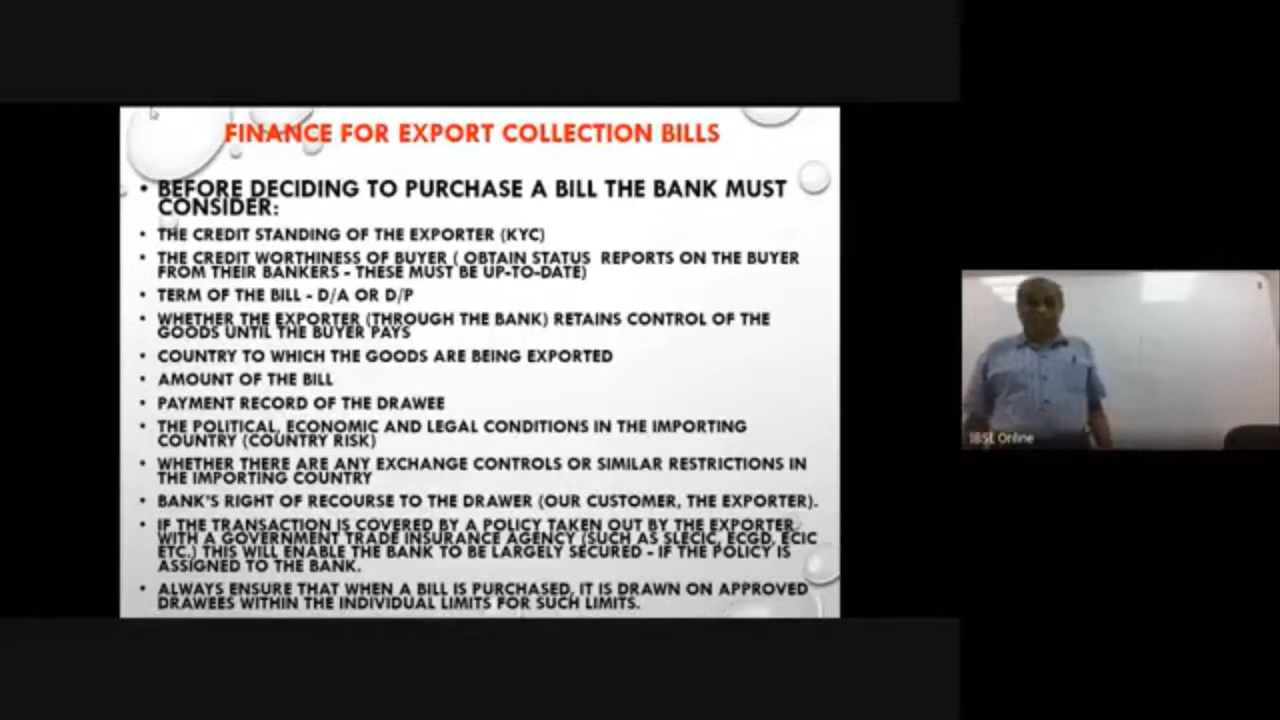 FINANCE FOR EXPORT COLLECTION BILLS
• BEFORE DECIDING TO PURCHASE A BILL THE BANK MUST
CONSIDER:
• THE CREDIT STANDING OF THE EXPORTER (KYC)
• THE CREDIT WORTHINESS OF BUYER ( OBTAIN STATUS REPORTS ON THE BUYER
FROM THEIR BANKERS - THESE MUST BE UP-TO-DATE)
• TERM OF THE BILL - D/A OR D/P
• WHETHER THE EXPORTER (THROUGH THE BANK) RETAINS CONTROL OF THE
GOODS UNTIL THE BUYER PAYS
• COUNTRY TO WHICH THE GOODS ARE BEING EXPORTED
• AMOUNT OF THE BILL
• PAYMENT RECORD OF THE DRAWEE
• THE POLITICAL, ECONOMIC AND LEGAL CONDITIONS IN THE IMPORTING
COUNTRY (COUNTRY RISK)
• WHETHER THERE ARE ANY EXCHANGE CONTROLS OR SIMILAR RESTRICTIONS IN
THE IMPORTING COUNTRY
• BANK'S RIGHT OF RECOURSE TO THE DRAWER (OUR CUSTOMER, THE EXPORTER).
• IF THE TRANSACTION IS COVERED BY A POLICY TAKEN OUT BY THE EXPORTER
WITH A GOVERNMENT TRADE INSURANCE AGENCY (SUCH AS SLECIC, ECGD, ECIC
ETC.) THIS WILL ENABLE THE BANK TO BE LARGELY SECURED - IF THE POLICY IS
ASSIGNED TO THE BANK.
• ALWAYS ENSURE THAT WHEN A BILL IS PURCHASED, IT IS DRAWN ON APPROVED
DRAWEES WITHIN THE INDIVIDUAL LIMITS FOR SUCH LIMITS.
IBSL Online